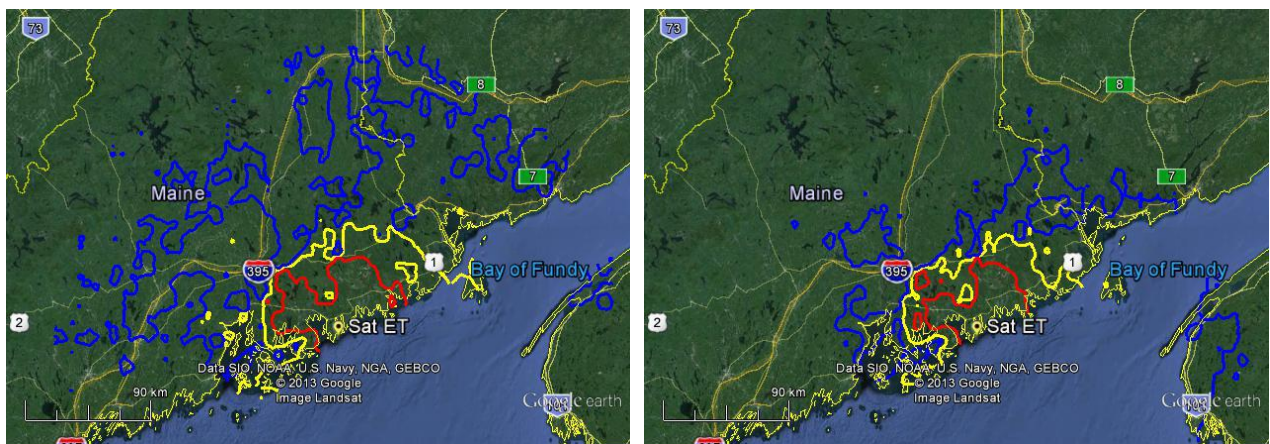 73
8
7
Maine
395
1
Bay of Fundy
2
Sat ET
Data SIO, NOAA, U.S. Navy, NGA, GEBCO
© 2013 Google
Image Landsat
90 km
Google earth
73
8
7
Maine
395
1
Bay of Fundy
2
Sat ET
Data SIO, NOAA, U.S. Navy, NGA, GEBCO
© 2013 Google
Image Landsat
90 km
Google earth